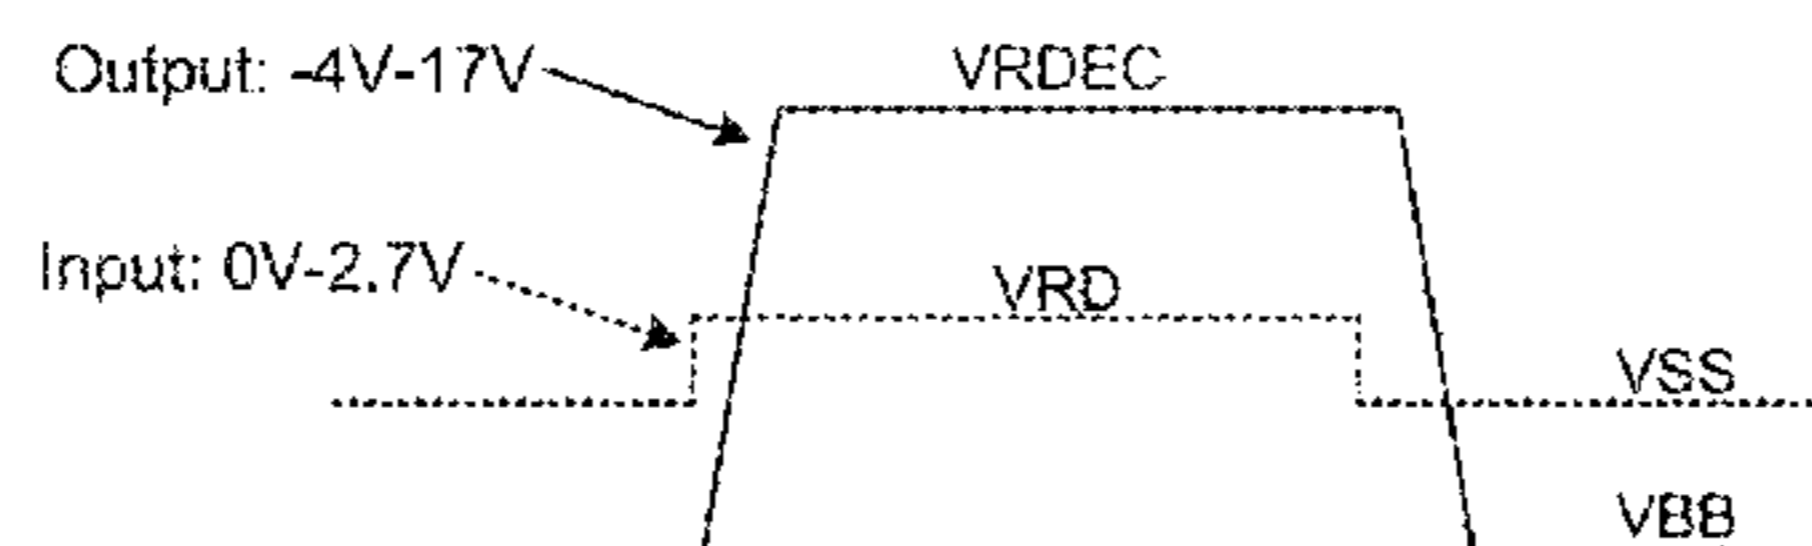 Output: -4V-17V
VRDEC
Input: 0V-2.7V
VRD
VSS
VBB